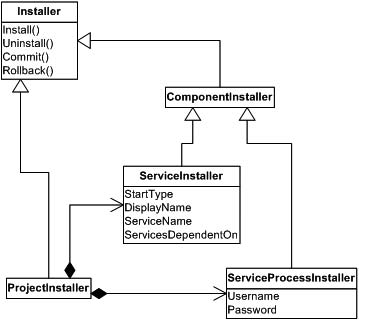 Installer
Install()
Uninstall()
Commit()
Rollback()
ComponentInstaller
ServiceInstaller
StartType
DisplayName
ServiceName
ServicesDependentOn
ProjectInstaller
ServiceProcessInstaller
Username
Password